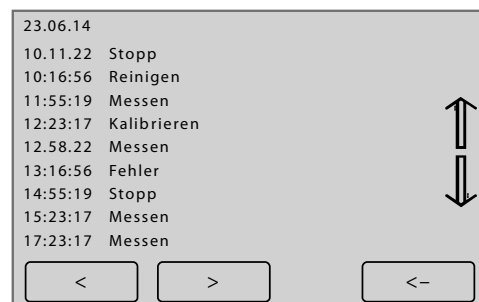 23.06.14
10.11.22 Stopp
10:16:56 Reinigen
11:55:19 Messen
12:23:17 Kalibrieren
12.58.22 Messen
13:16:56 Fehler
14:55:19 Stopp
15:23:17 Messen
17:23:17 Messen
< > <–